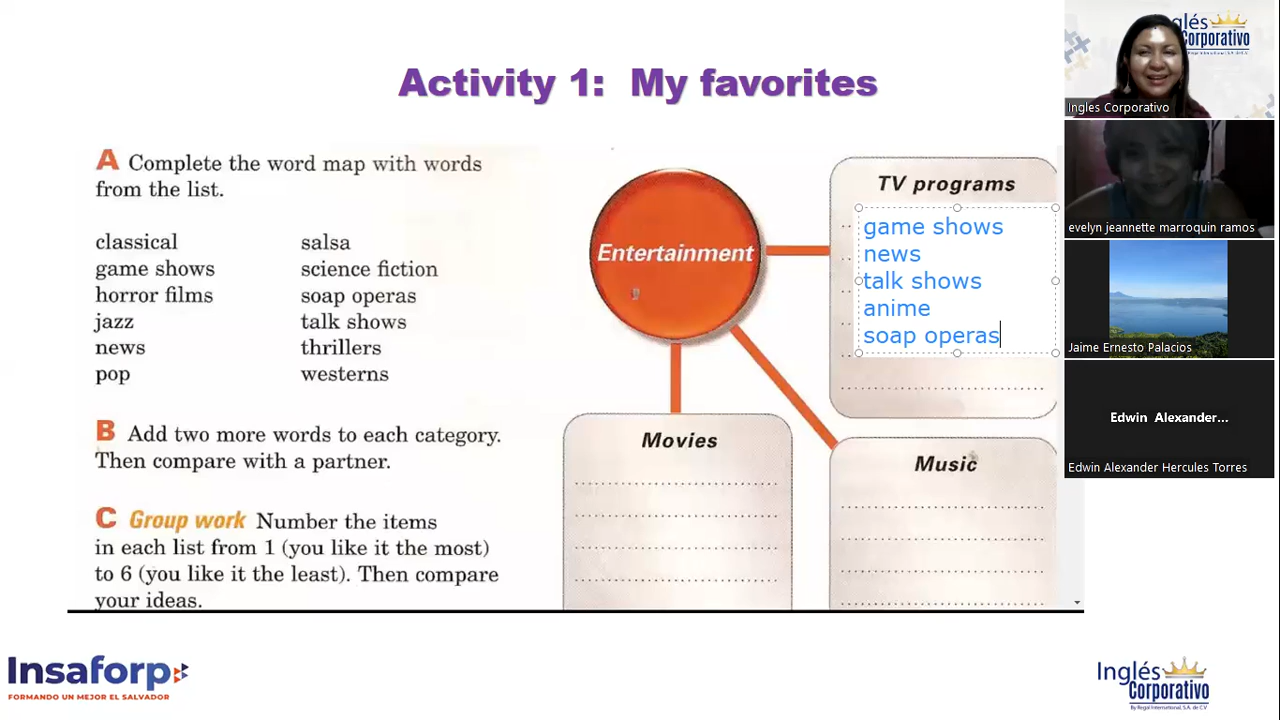 Activity 1: My favorites
A Complete the word map with words
from the list.
classical
game shows
horror films
jazz
news
pop
salsa
science fiction
soap operas
talk shows
thrillers
westerns
B Add two more words to each category.
Then compare with a partner.
C Group work Number the items
in each list from 1 (you like it the most)
to 6 (you like it the least). Then compare
your ideas.
Entertainment
TV programs
game shows
news
talk shows
anime
soap operas
Movies
Music
glés
Corporativo
Ingles Corporativo
evelyn jeannette marroquin ramos
Jaime Ernesto Palacios
Edwin Alexander...
Edwin Alexander Hercules Torres
Insaforp
FORMANDO UN MEJOR EL SALVADOR
Inglés
Corporativo
By Regal International, S.A. de C.V.